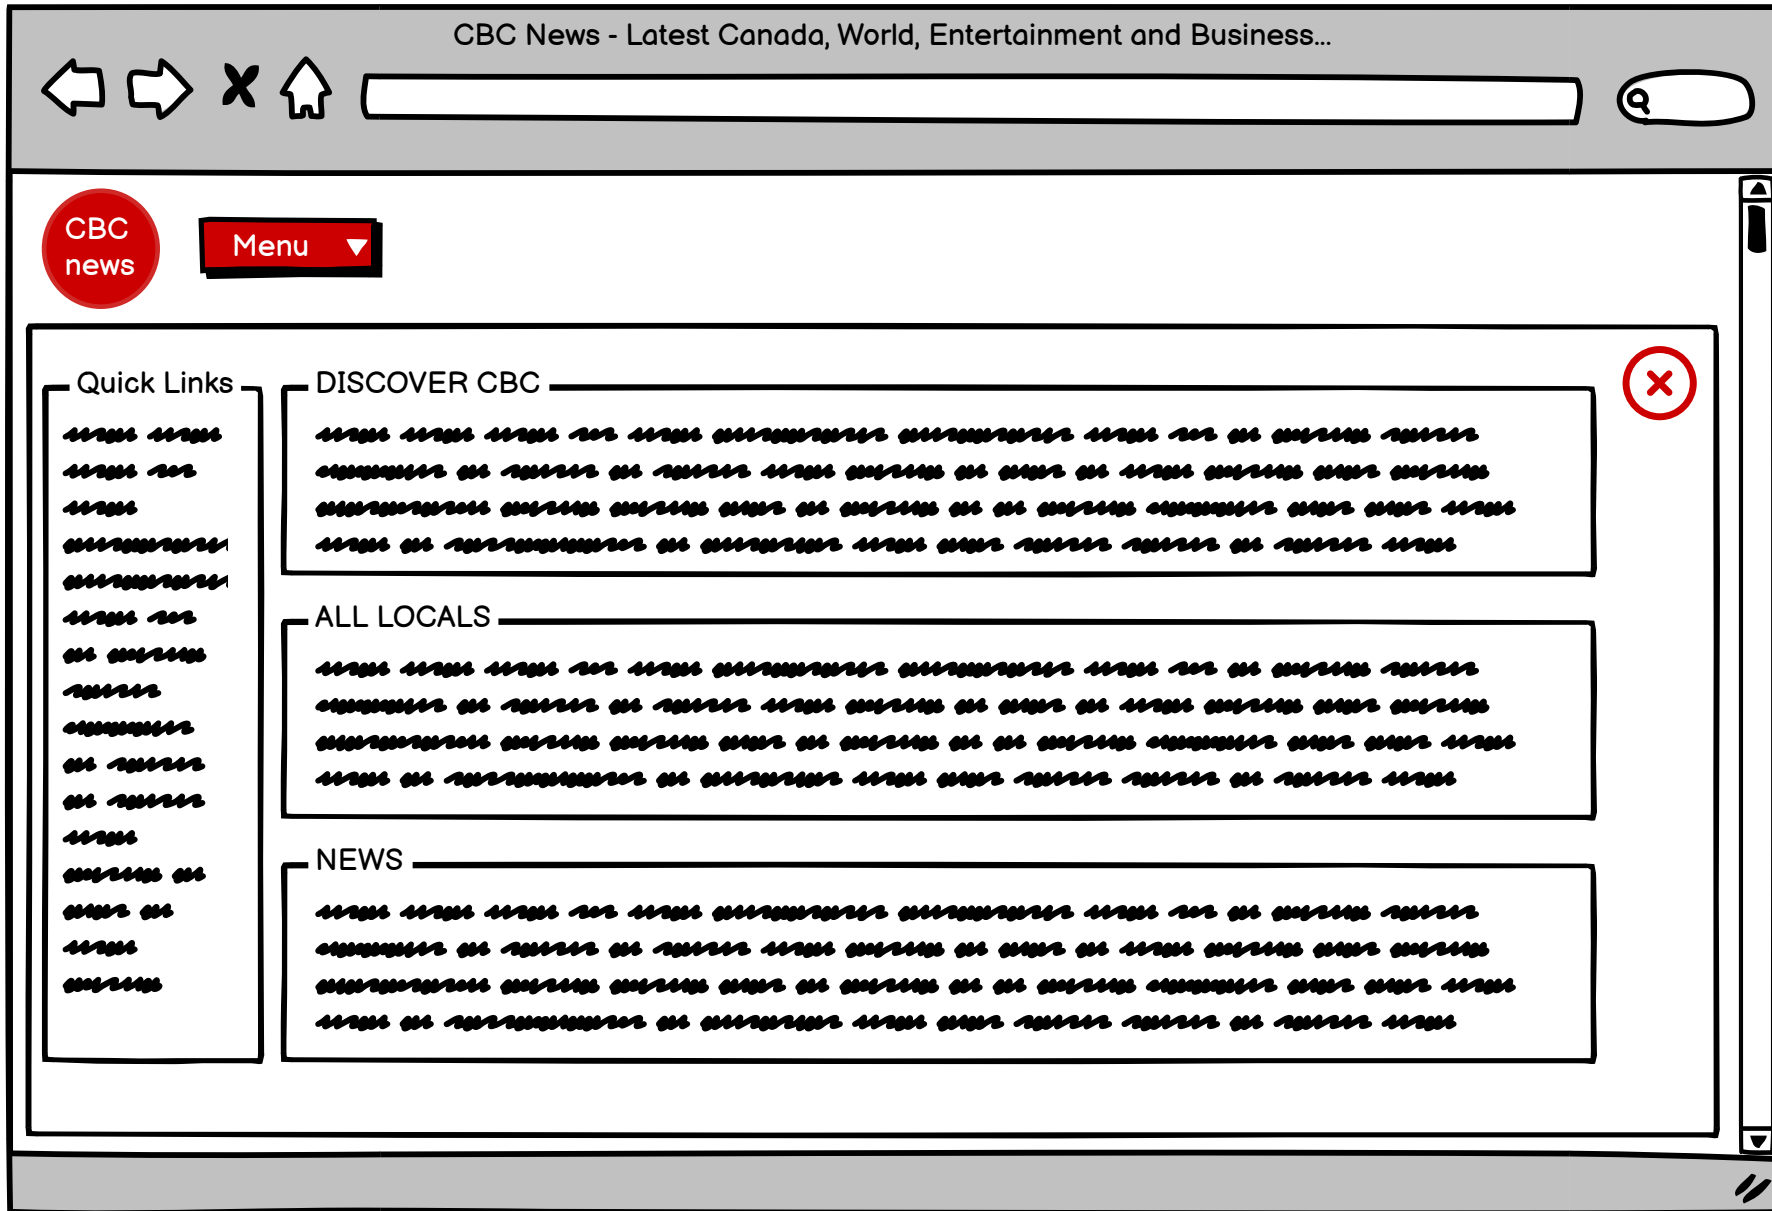 CBC News - Latest Canada, World, Entertainment and Business...
CBC
news
Menu
Quick Links
DISCOVER CBC
ALL LOCALS
NEWS